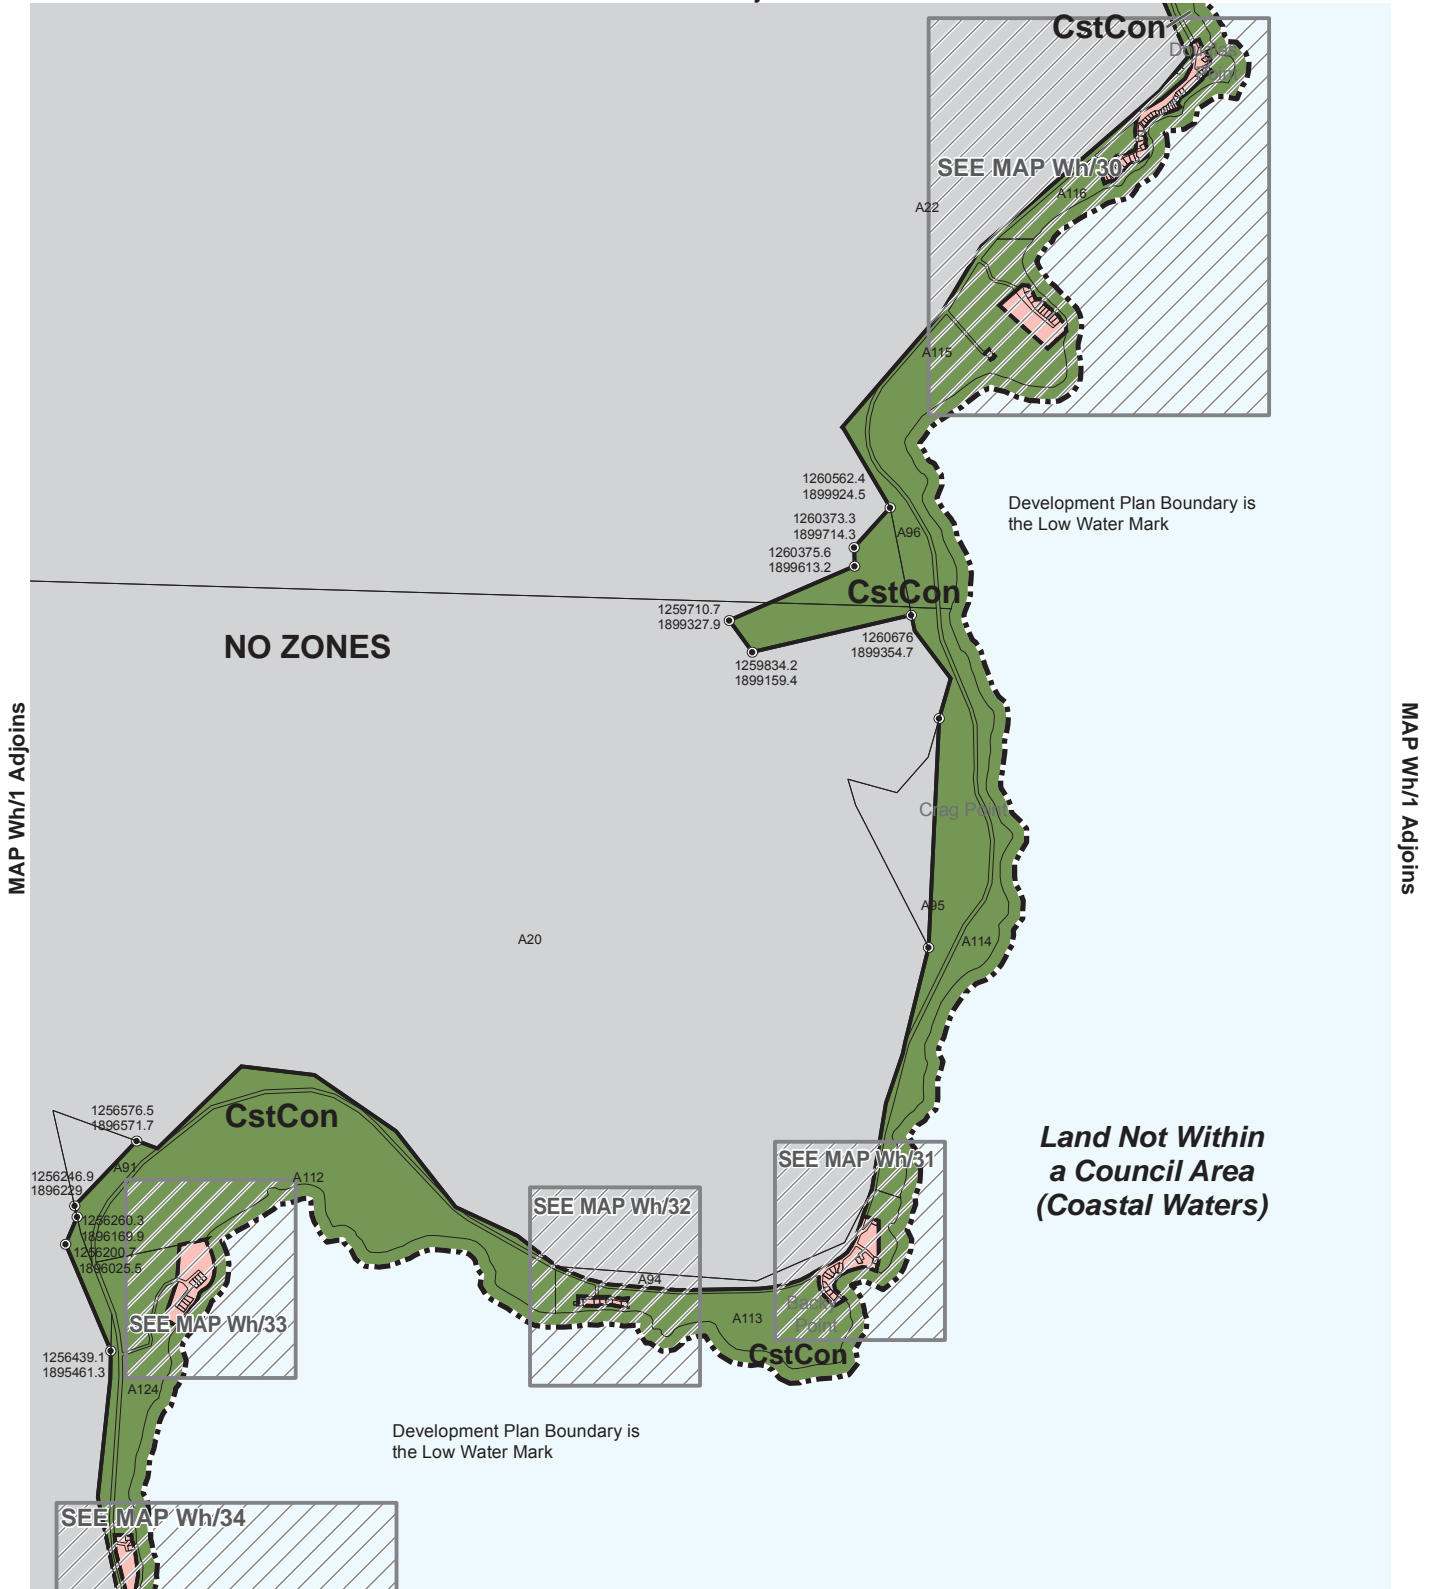 CstCon
Douglas
Point
SEE MAP Wh/30
A116
A22
A115
1260562.4
1899924.5
Development Plan Boundary is
the Low Water Mark
1260373.3
1899714.3
A96
1260375.6
1899613.2
CstCon
1259710.7
1899327.9
NO ZONES
1260676
1899354.7
1259834.2
1899159.4
MAP Wh/1 Adjoins
MAP Wh/1 Adjoins
Crag Point
A95
A20
A114
1256576.5
1896571.7
CstCon
Land Not Within
a Council Area
(Coastal Waters)
SEE MAP Wh/31
A91
A112
1256246.9
1896229
SEE MAP Wh/32
1256260.3
1896169.9
1256200.7
1896025.5
A94
Backy
Point
A113
SEE MAP Wh/33
CstCon
1256439.1
1895461.3
A124
Development Plan Boundary is
the Low Water Mark
SEE MAP Wh/34